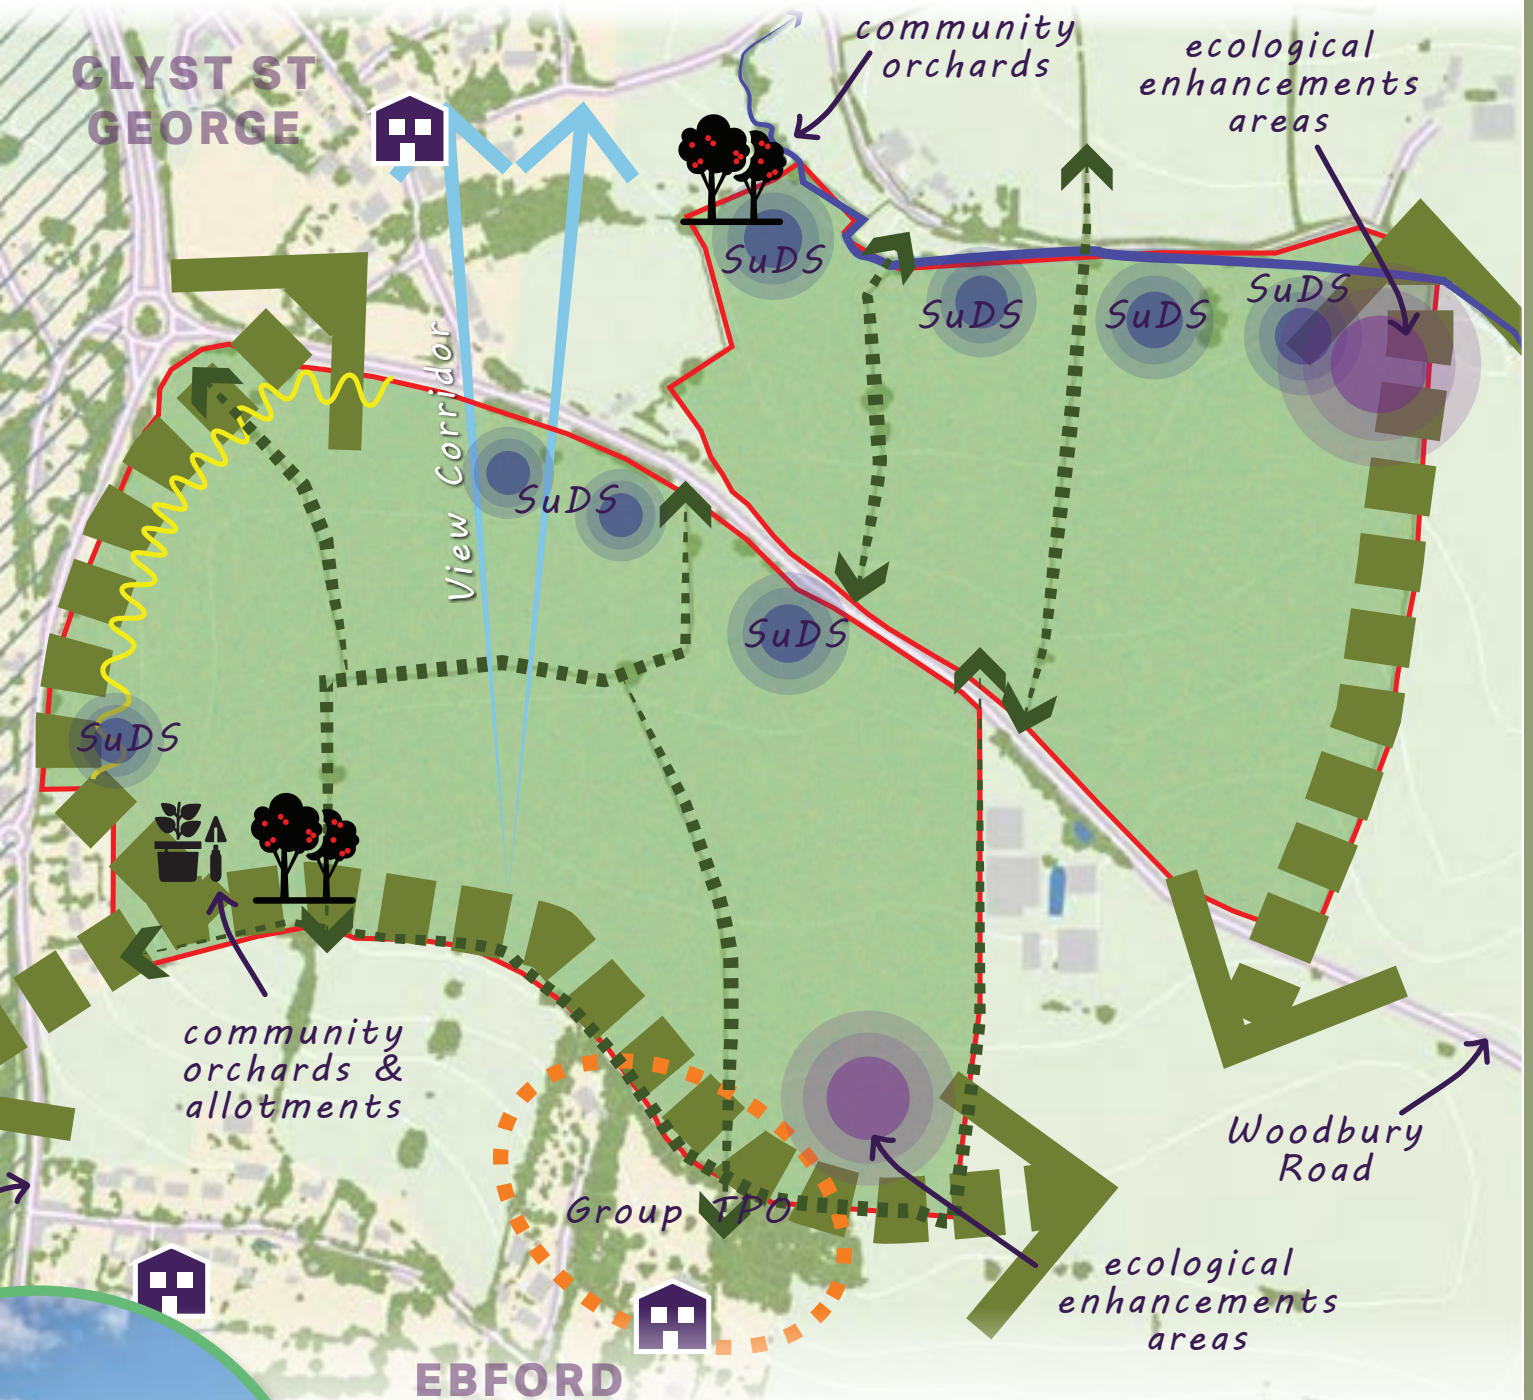 community
orchards
ecological
enhancements
areas
CLYST ST
GEORGE
SuDS
SuDS
SuDS
SuDS
View Corridor
SuDS
SuDS
SuDS
community
orchards &
allotments
Woodbury
Road
Group TPO
ecological
enhancements
areas
EBFORD